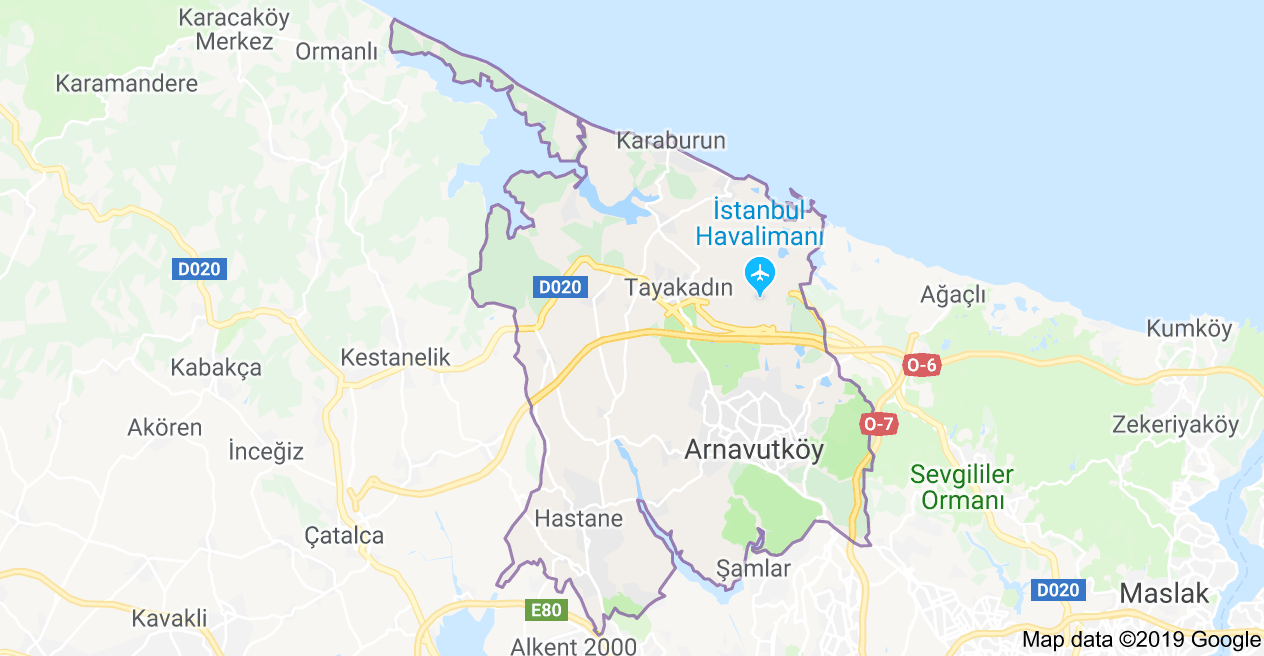 Karacaköy
Merkez
Ormanlı
Karamandere
Karaburun
İstanbul
Havalimanı
D020
D020
Tayakadın
Ağaçlı
Kumköy
Kestanelik
Kabakça
O-6
Akören
İnceğiz
O-7
Zekeriyaköy
Arnavutköy
Sevgililer
Ormanı
Hastane
Çatalca
Şamlar
D020
Maslak
E80
Kavakli
Alkent 2000
Map data ©2019 Google